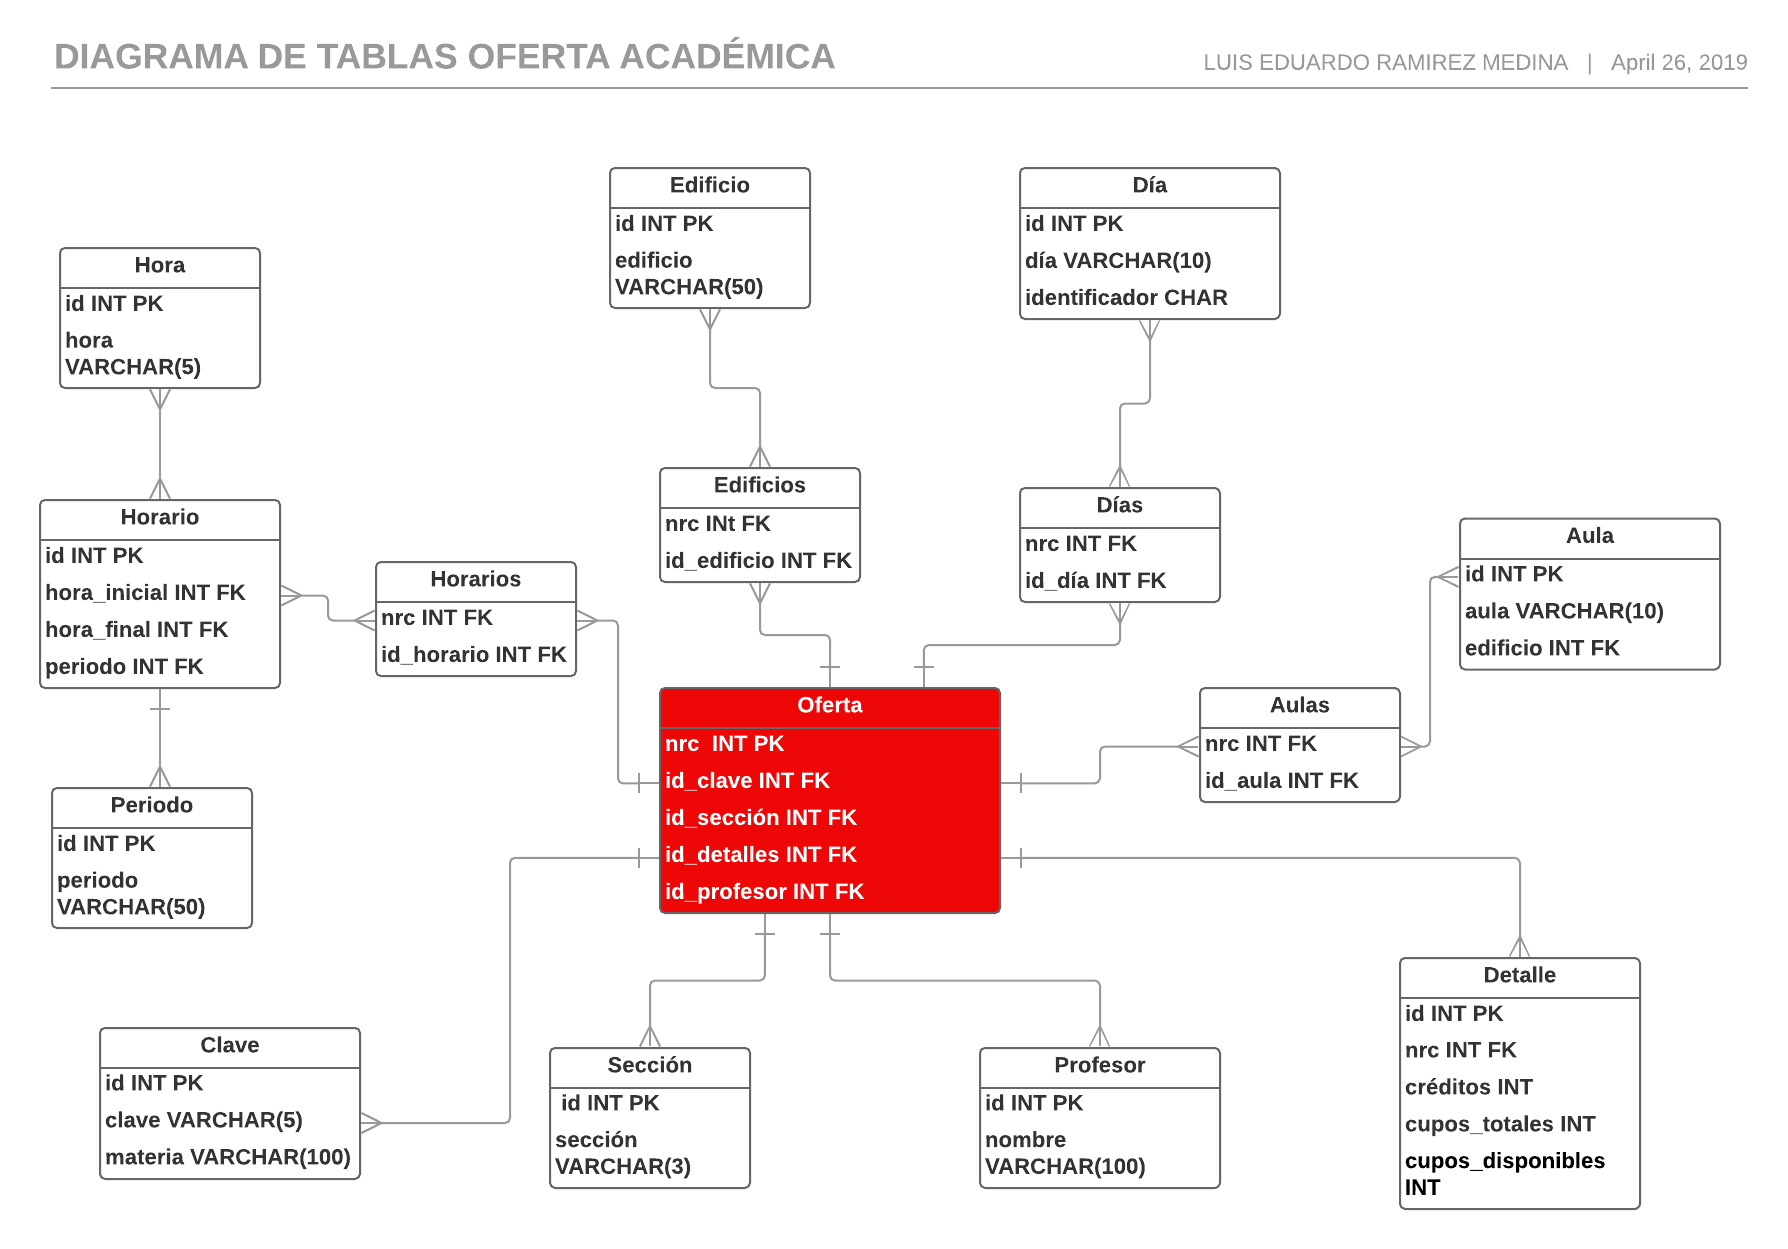 DIAGRAMA DE TABLAS OFERTA ACADÉMICA
LUIS EDUARDO RAMIREZ MEDINA | April 26, 2019
Edificio
id INT PK
edificio
VARCHAR(50)
Día
id INT PK
día VARCHAR(10)
identificador CHAR
Hora
id INT PK
hora
VARCHAR(5)
Horario
id INT PK
hora_inicial INT FK
hora_final INT FK
periodo INT FK
Horarios
nrc INT FK
id_horario INT FK
Edificios
nrc INt FK
id_edificio INT FK
Días
nrc INT FK
id_día INT FK
Aula
id INT PK
aula VARCHAR(10)
edificio INT FK
Oferta
nrc  INT PK
id_clave INT FK
id_sección INT FK
id_detalles INT FK
id_profesor INT FK
Aulas
nrc INT FK
id_aula INT FK
Periodo
id INT PK
periodo
VARCHAR(50)
Clave
id INT PK
clave VARCHAR(5)
materia VARCHAR(100)
Sección
id INT PK
sección
VARCHAR(3)
Profesor
id INT PK
nombre
VARCHAR(100)
Detalle
id INT PK
nrc INT FK
créditos INT
cupos_totales INT
cupos_disponibles
INT